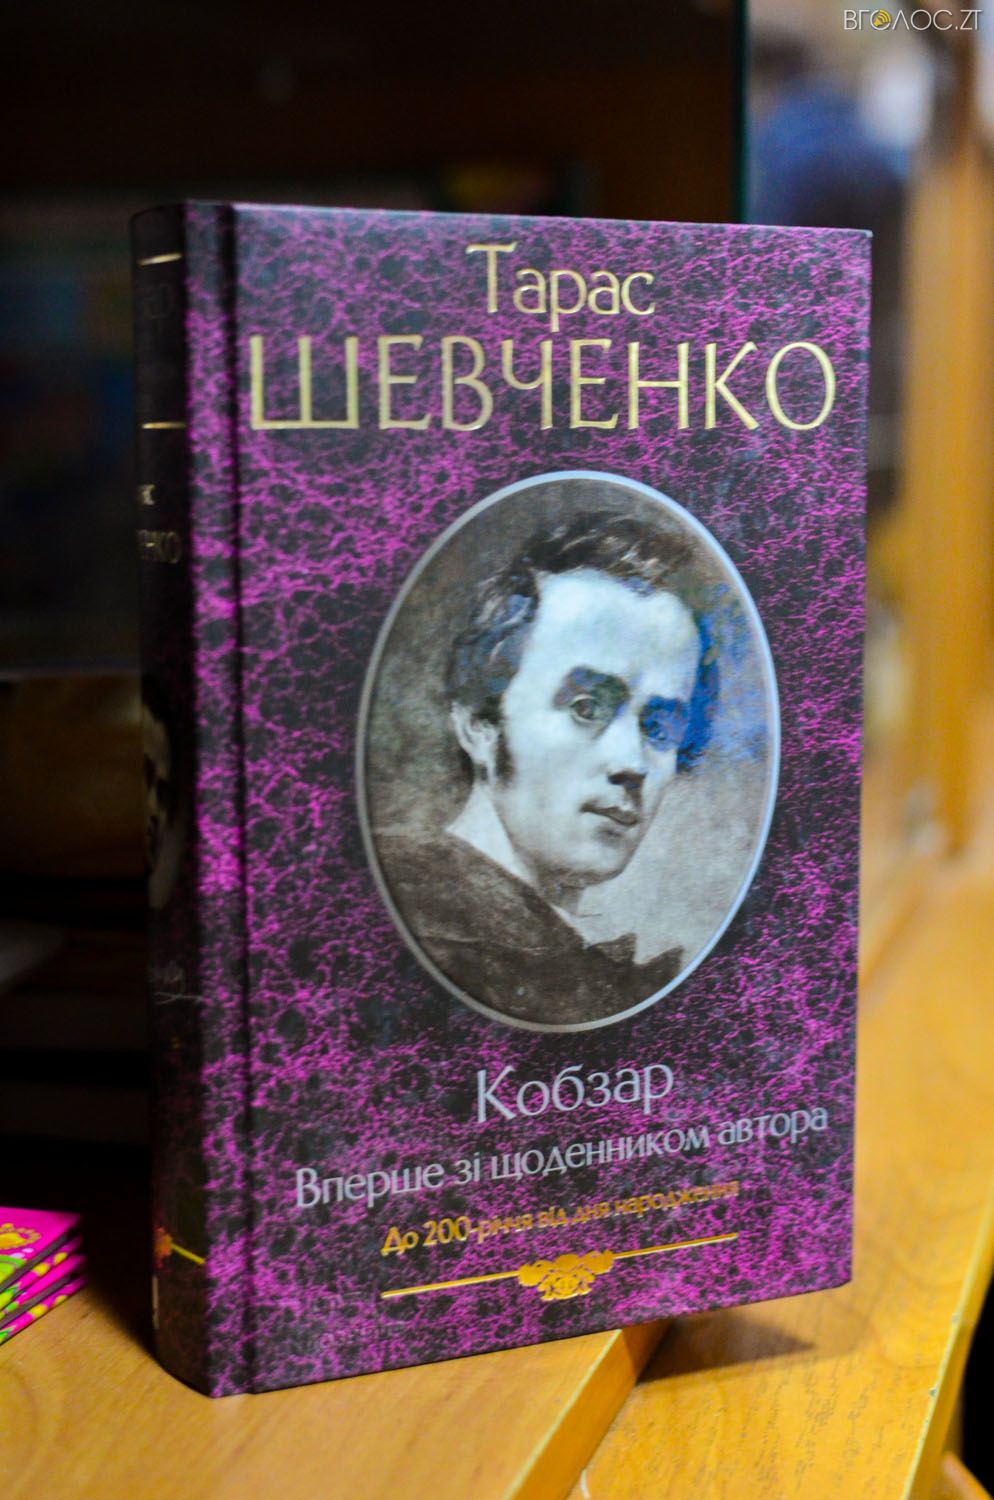 ВГОЛОС.ZT
Тарас
ШЕВЧЕНКО
Кобзар
Вперше зі щоденником автора
До 200-річчя від дня народження